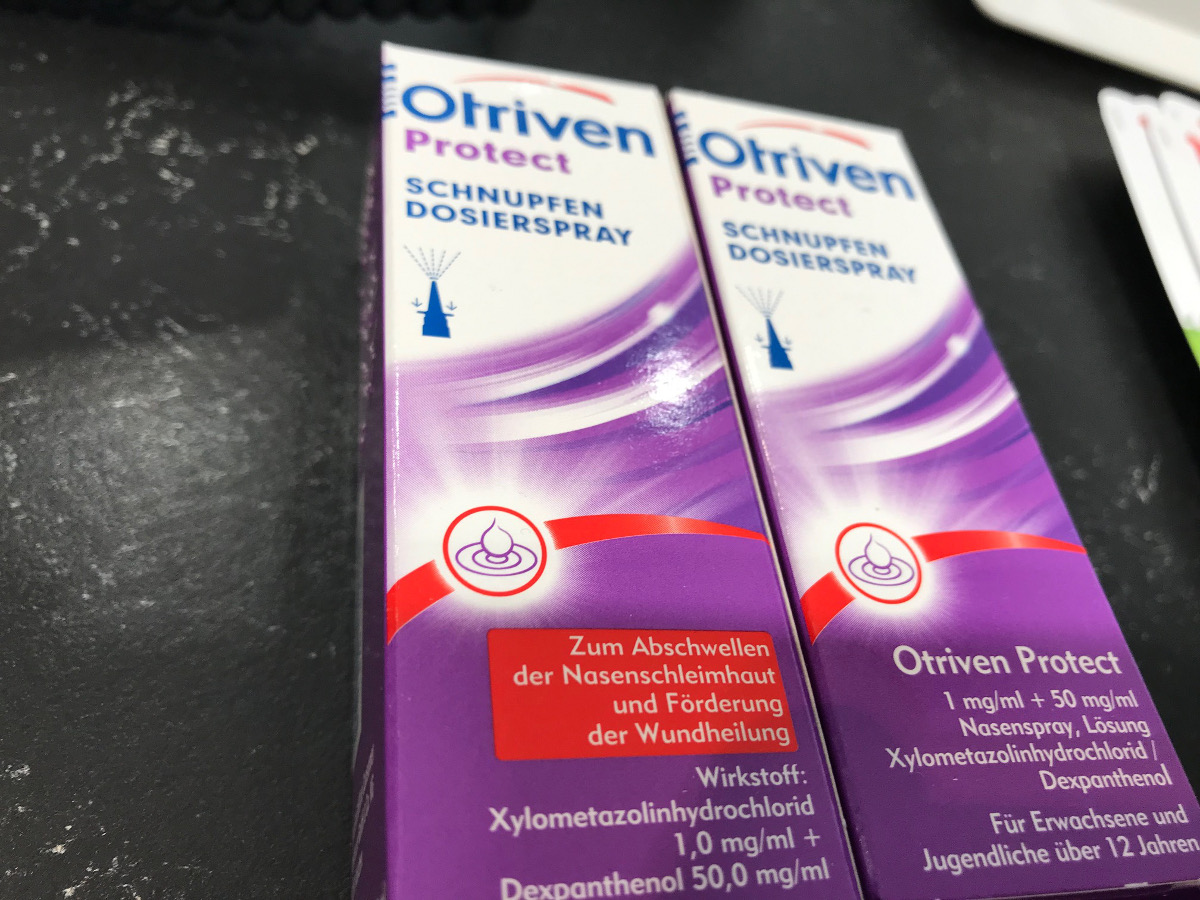 Otriven
Protect
SCHNUPFEN
DOSIERSPRAY
Zum Abschwellen
der Nasenschleimhaut
und Förderung
der Wundheilung
Wirkstoff:
Xylometazolinhydrochlorid
1,0 mg/ml +
Dexpanthenol 50,0 mg/ml
Otriven
Protect
SCHNUPFEN
DOSIERSPRAY
Otriven Protect
1 mg/ml + 50 mg/ml
Nasenspray, Lösung
Xylometazolinhydrochlorid /
Dexpanthenol
Für Erwachsene und
Jugendliche über 12 Jahren